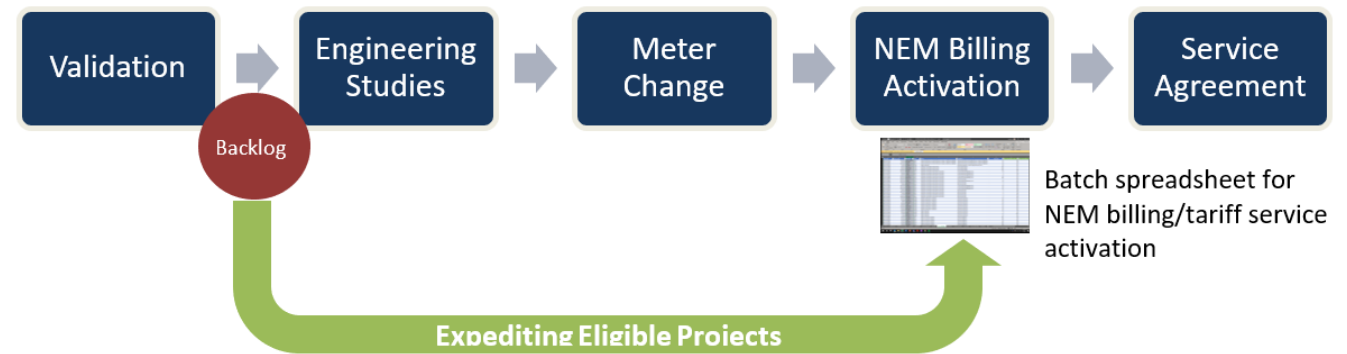 Validation
Engineering
Studies
Meter
Change
NEM Billing
Activation
Service
Agreement
Backlog
Batch spreadsheet for
NEM billing/tariff service
activation
Expediting Eligible Projects